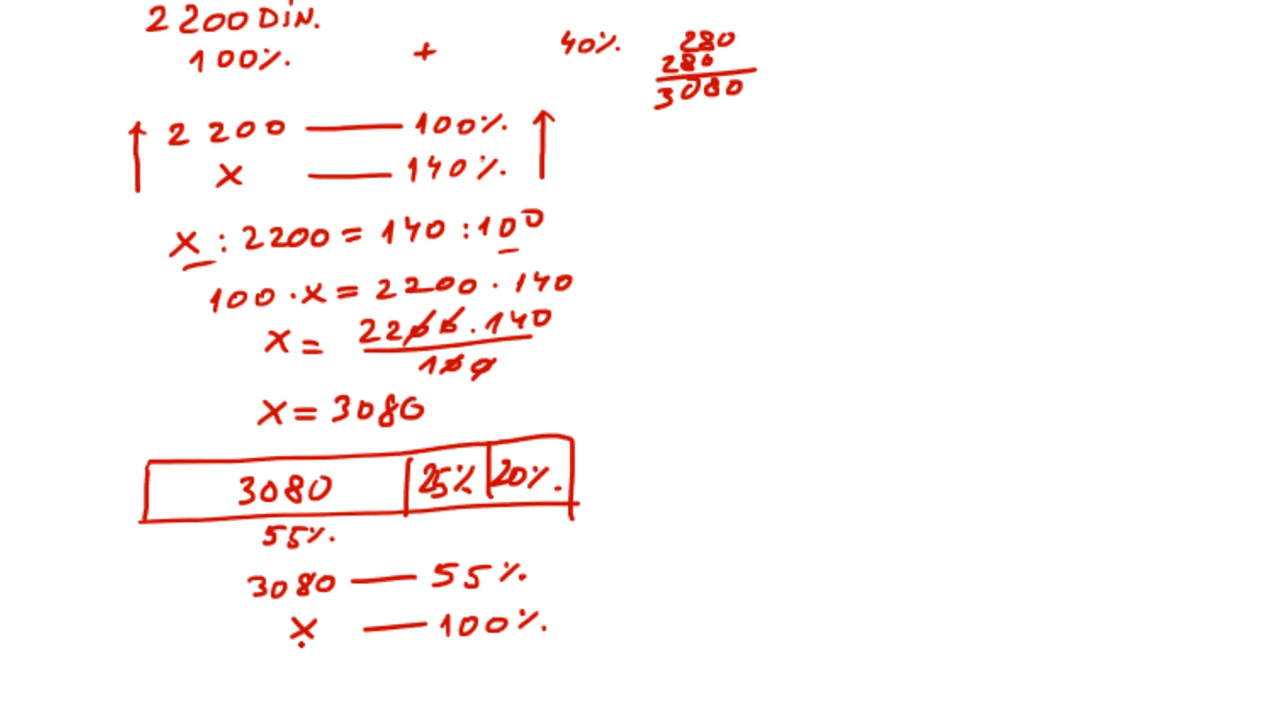 2200 DIN.
100% + 40%
280
280
3080
2200 — 100%
x — 140%
x : 2200 = 140 : 100
100 · x = 2200 · 140
x = 2200 · 140 / 100
x = 3080
3080 25% 20%
55%
3080 — 55%
x — 100%